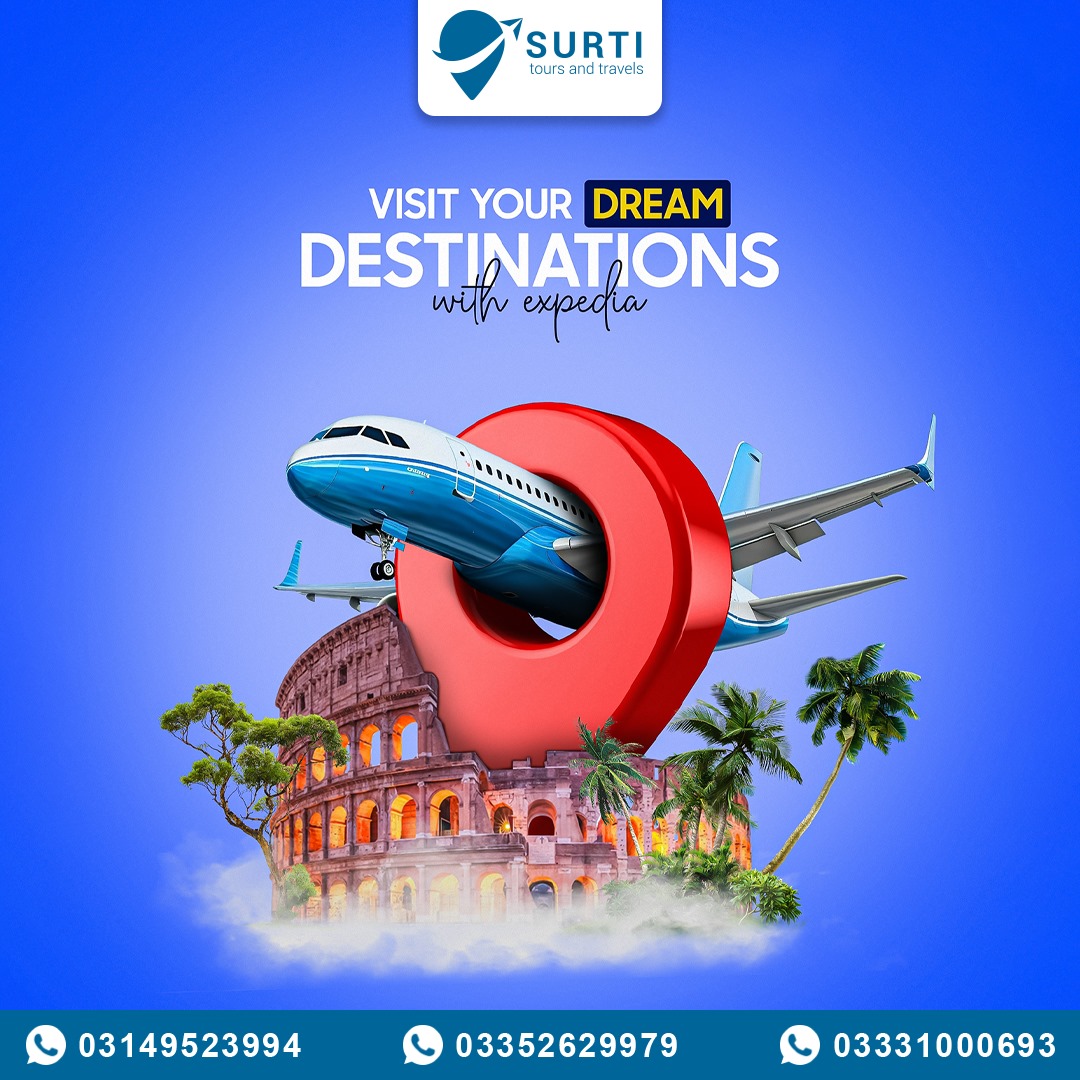 SURTI
tours and travels
VISIT YOUR DREAM
DESTINATIONS
with expedia
03149523994
03352629979
03331000693